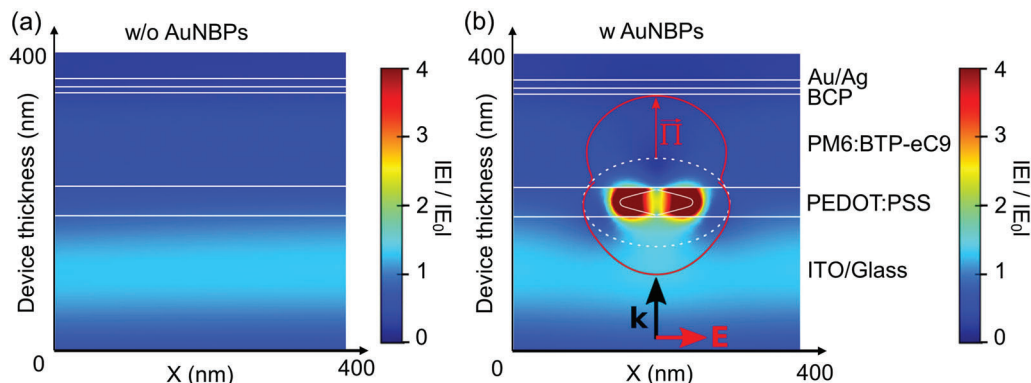 (a)
w/o AuNBPs
400
Device thickness (nm)
0
X (nm)
400
4
3
2
1
0
|E| / |E₀|
(b)
w AuNBPs
400
Device thickness (nm)
0
X (nm)
400
Π
k
E
Au/Ag
BCP
PM6:BTP-eC9
PEDOT:PSS
ITO/Glass
4
3
2
1
0
|E| / |E₀|